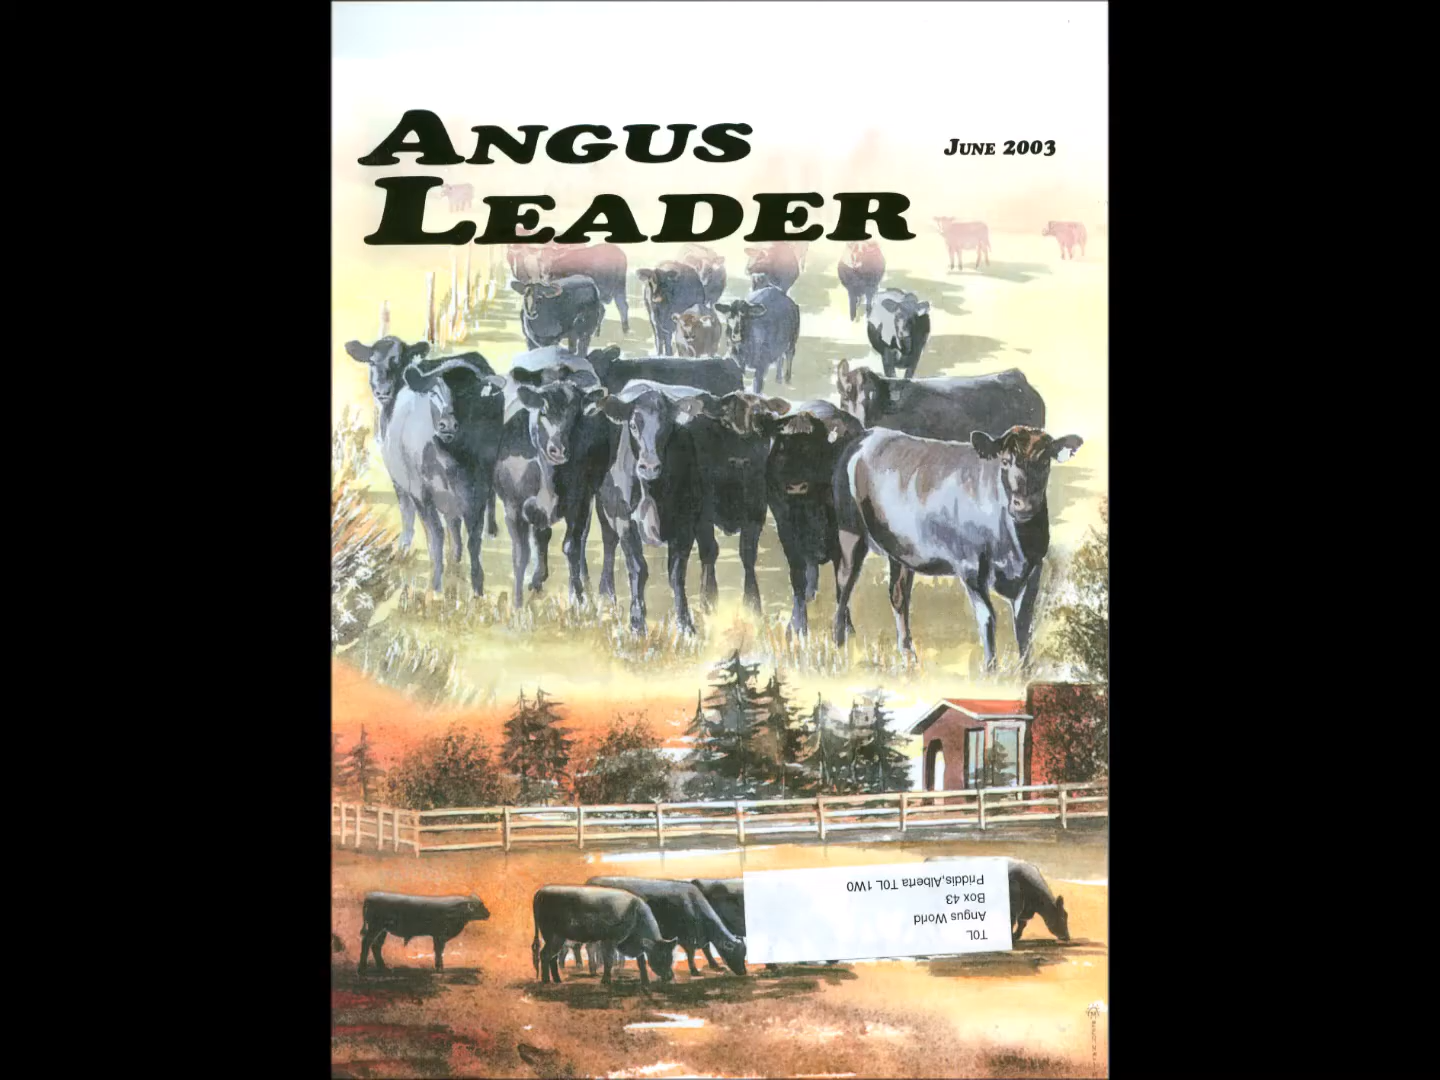 ANGUS
LEADER
JUNE 2003
TOL
Angus World
Box 43
Priddis,Alberta T0L 1W0